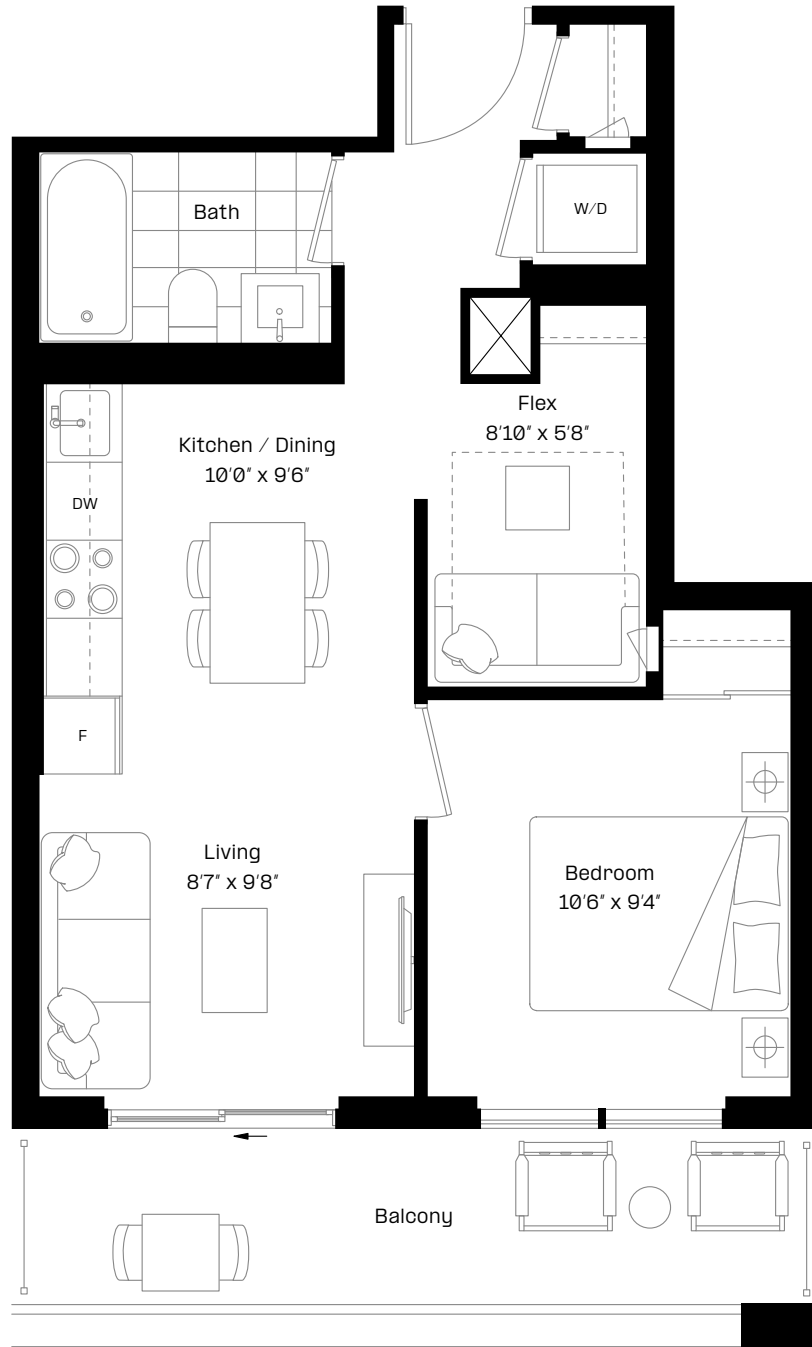 Bath
W/D
Flex
8'10" x 5'8"
Kitchen / Dining
10'0" x 9'6"
DW
F
Living
8'7" x 9'8"
Bedroom
10'6" x 9'4"
Balcony